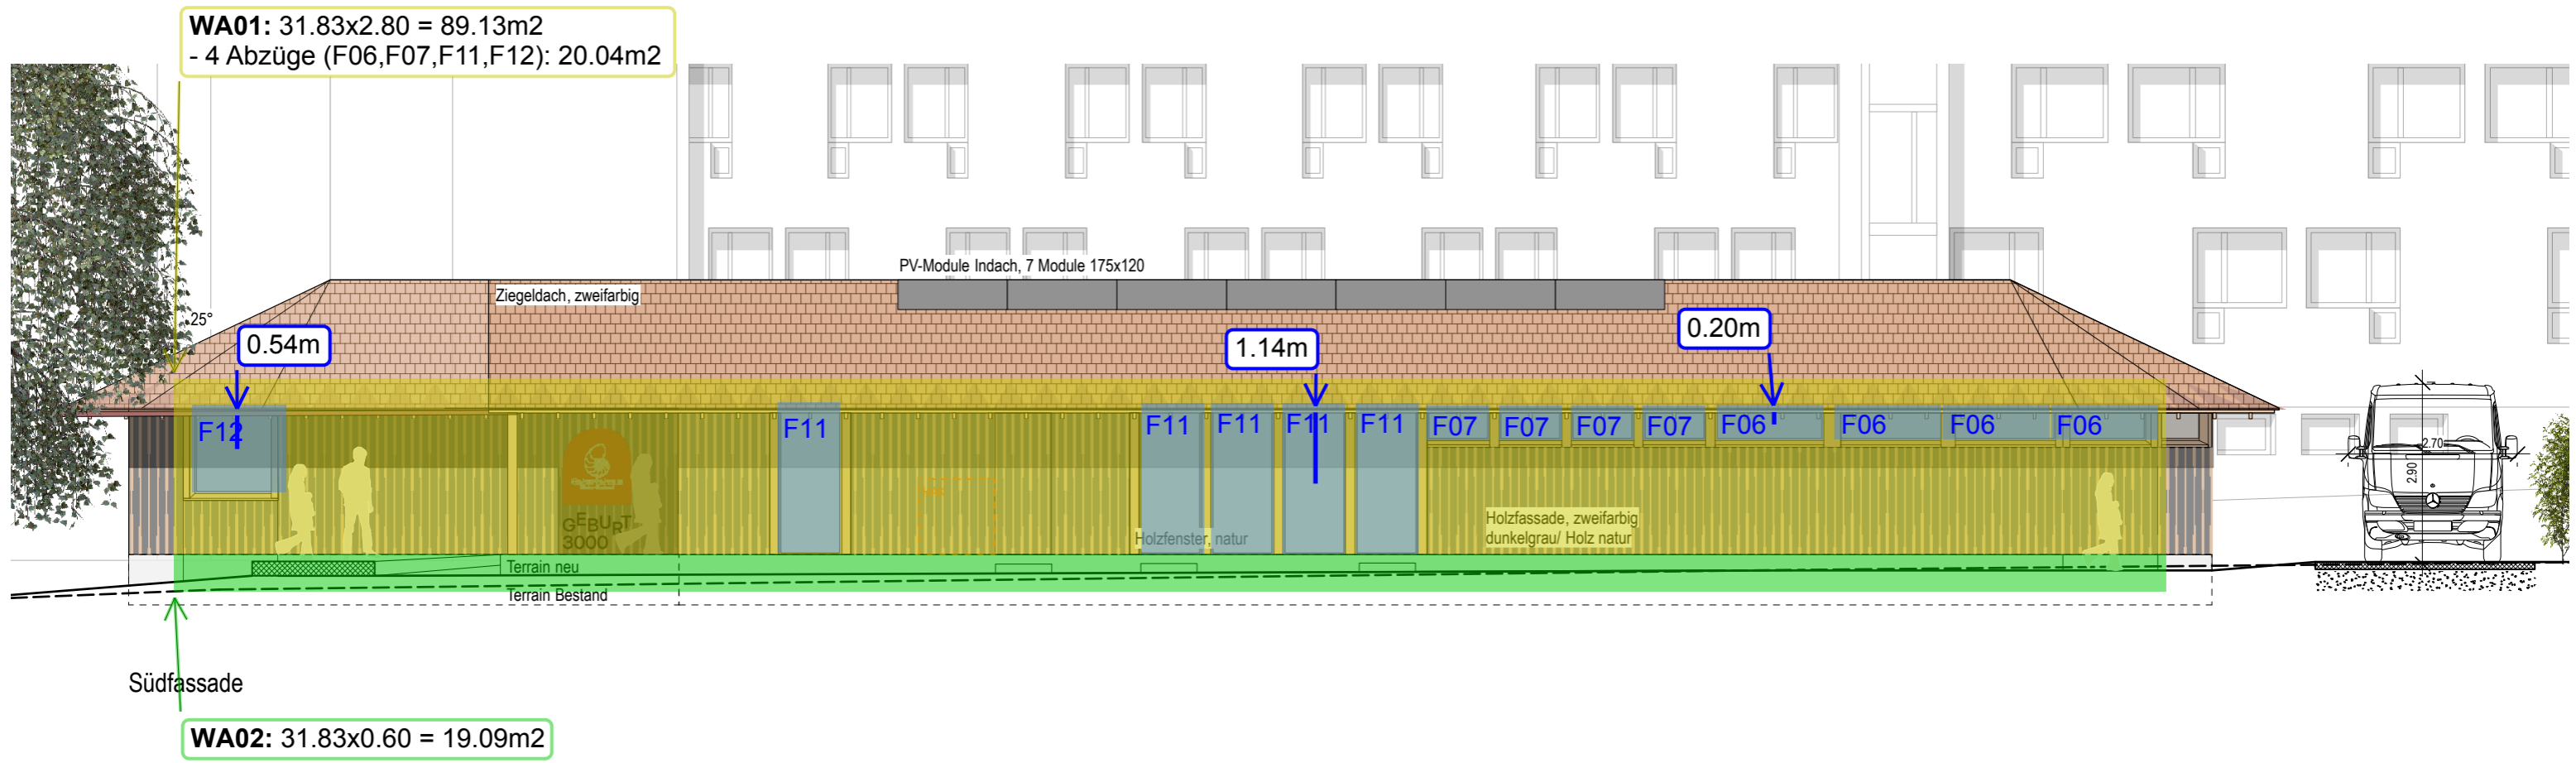 WA01: 31.83x2.80 = 89.13m2
- 4 Abzüge (F06,F07,F11,F12): 20.04m2
PV-Module Indach, 7 Module 175x120
Ziegeldach, zweifarbig
25°
0.54m
1.14m
0.20m
F12
F11
F11
F11
F11
F11
F07
F07
F07
F07
F06
F06
F06
F06
2.70
2.90
GEBURT
3000
Holzfenster, natur
Holzfassade, zweifarbig
dunkelgrau/ Holz natur
Terrain neu
Terrain Bestand
Südfassade
WA02: 31.83x0.60 = 19.09m2